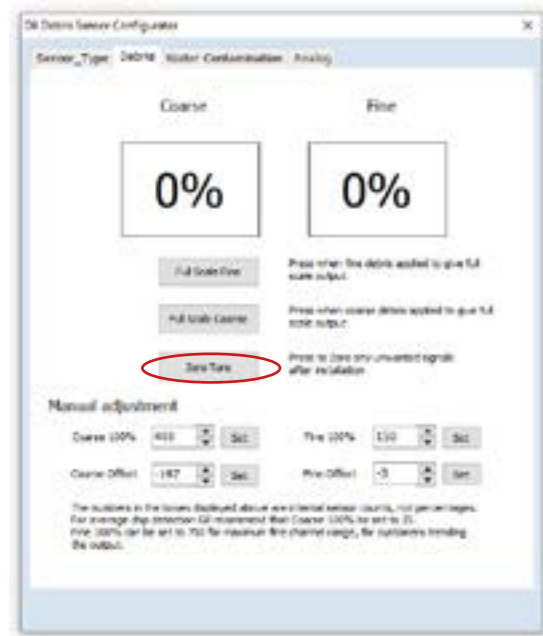 Oil Debris Sensor Configurator
Sensor_Type Debris Water Contamination Analog
Coarse Fine
0% 0%
Full Scale Fine Press when fine debris applied to give full
scale output
Full Scale Coarse Press when coarse debris applied to give full
scale output
Zero Tare Press to Zero any unwanted signals
after installation
Manual adjustment
Coarse 100% Set Fine 100% 150 Set
Coarse Offset -197 Set Fine Offset -3 Set
The numbers in the boxes displayed above are internal sensor counts, not percentages.
For average chip detection Gill recommend that Coarse 100% be set to
Fine 100% can be set to 750 for maximum fine channel range, for customers trending
the output.